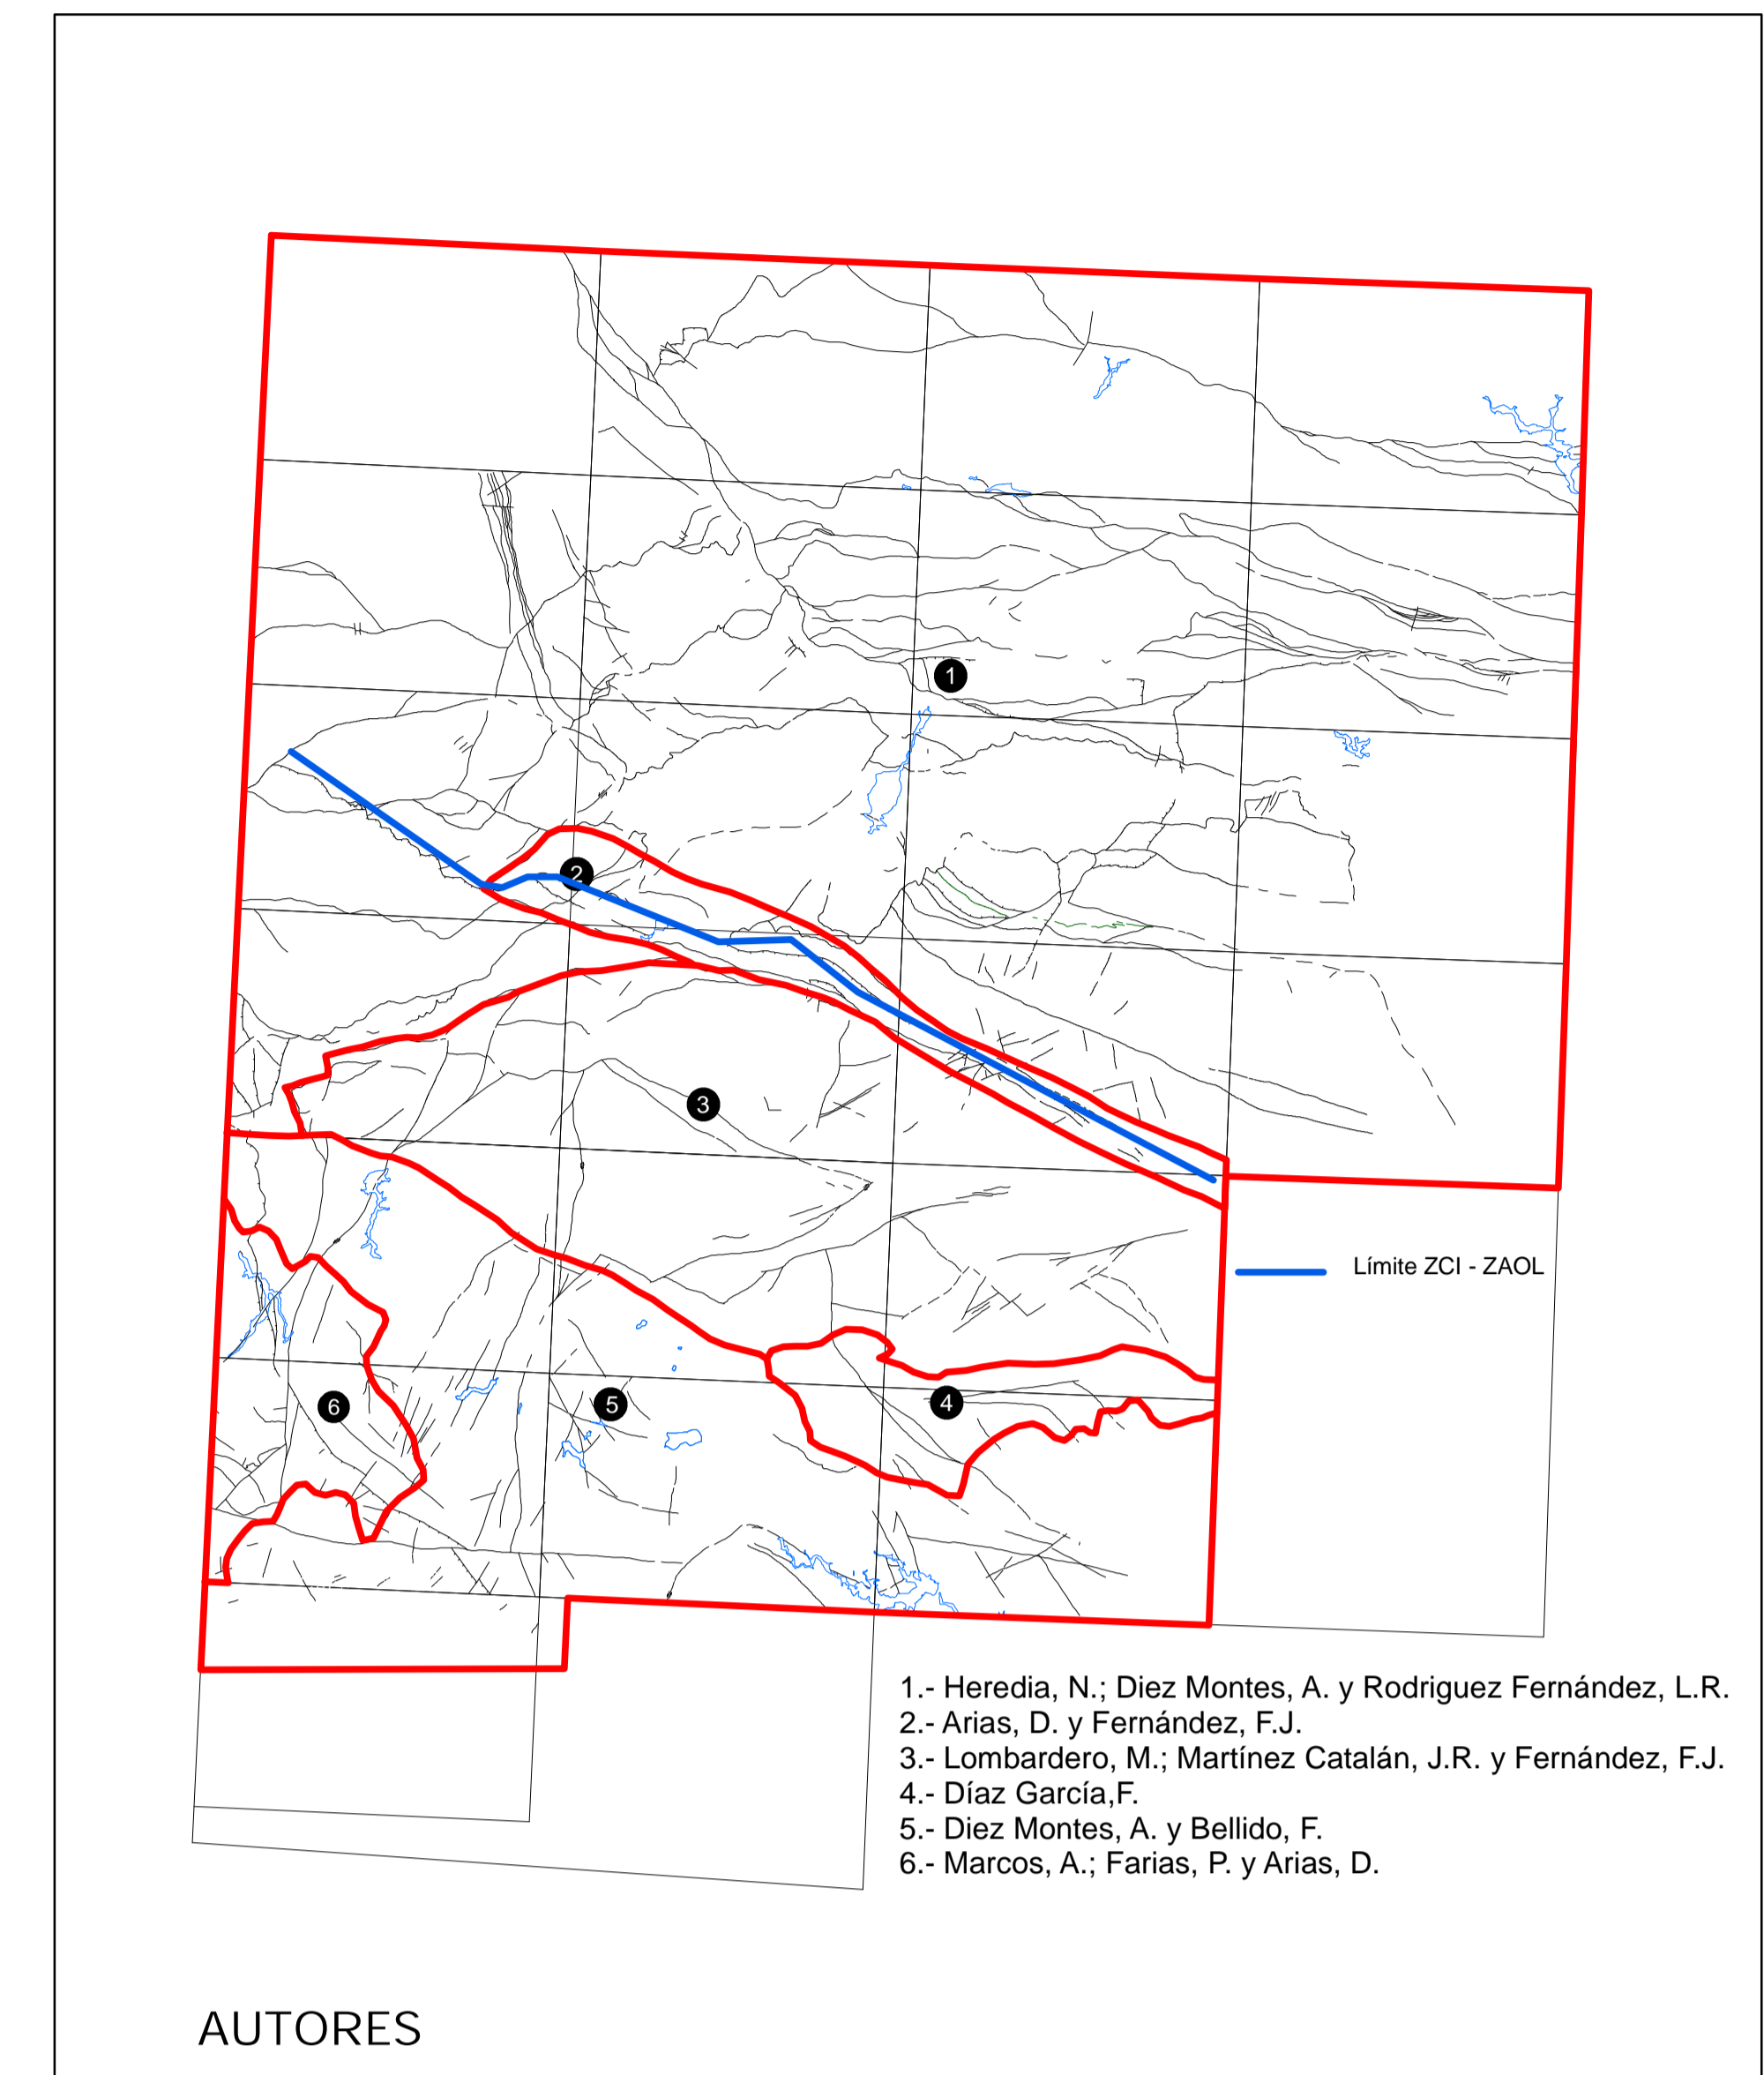 1
2
3
Límite ZCI - ZAOL
6
5
4
1.- Heredia, N.; Diez Montes, A. y Rodriguez Fernández, L.R.
2.- Arias, D. y Fernández, F.J.
3.- Lombardero, M.; Martínez Catalán, J.R. y Fernández, F.J.
4.- Díaz García,F.
5.- Diez Montes, A. y Bellido, F.
6.- Marcos, A.; Farias, P. y Arias, D.
AUTORES